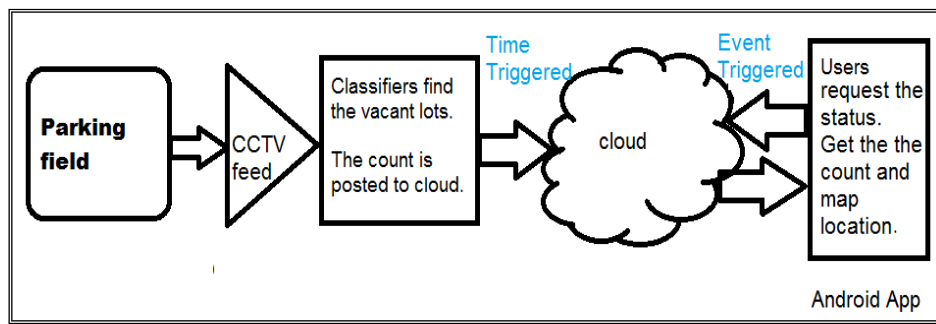 Parking
field
CCTV
feed
Classifiers find
the vacant lots.
The count is
posted to cloud.
Time
Triggered
cloud
Event
Triggered
Users
request the
status.
Get the the
count and
map
location.
Android App